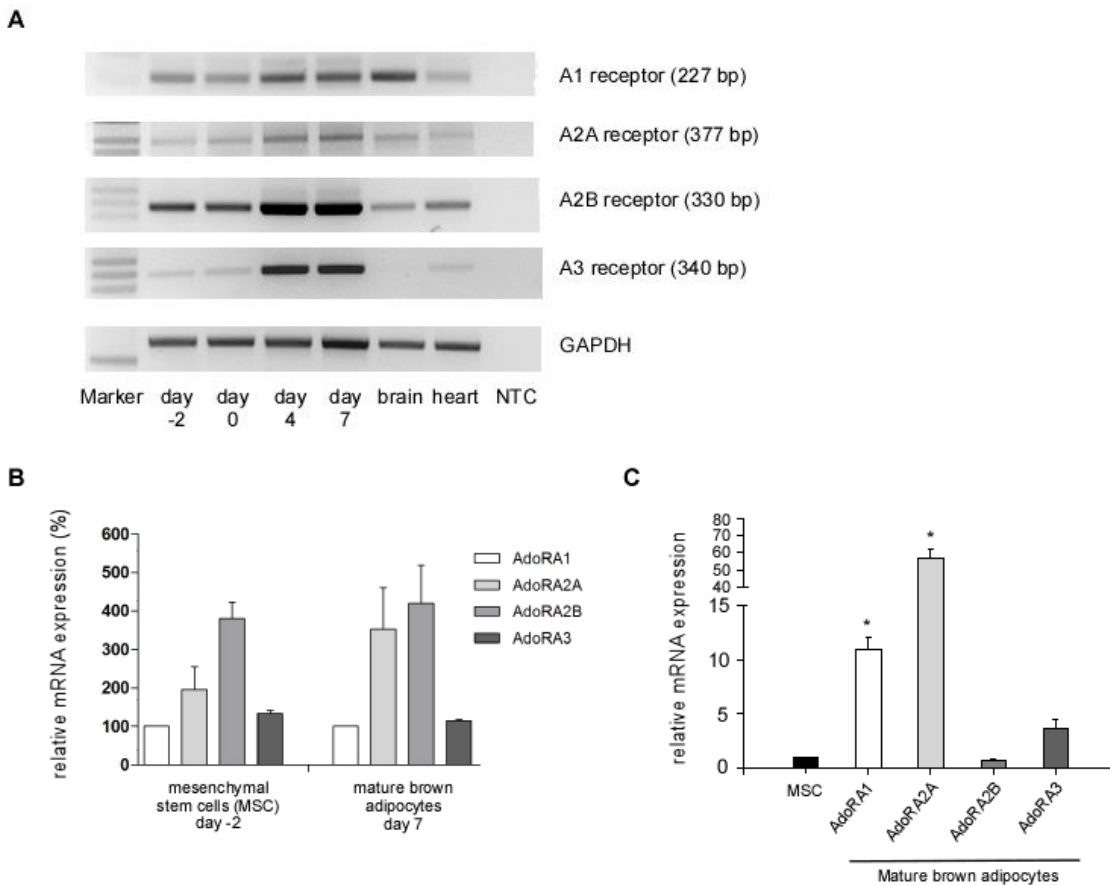 A
A1 receptor (227 bp)
A2A receptor (377 bp)
A2B receptor (330 bp)
A3 receptor (340 bp)
GAPDH
Marker day day day day brain heart NTC
-2 0 4 7
B
relative mRNA expression (%)
600
500
400
300
200
100
0
AdoRA1
AdoRA2A
AdoRA2B
AdoRA3
mesenchymal
stem cells (MSC)
day -2
mature brown
adipocytes
day 7
C
relative mRNA expression
80
70
60
50
40
15
10
5
0
*
*
MSC
AdoRA1
AdoRA2A
AdoRA2B
AdoRA3
Mature brown adipocytes